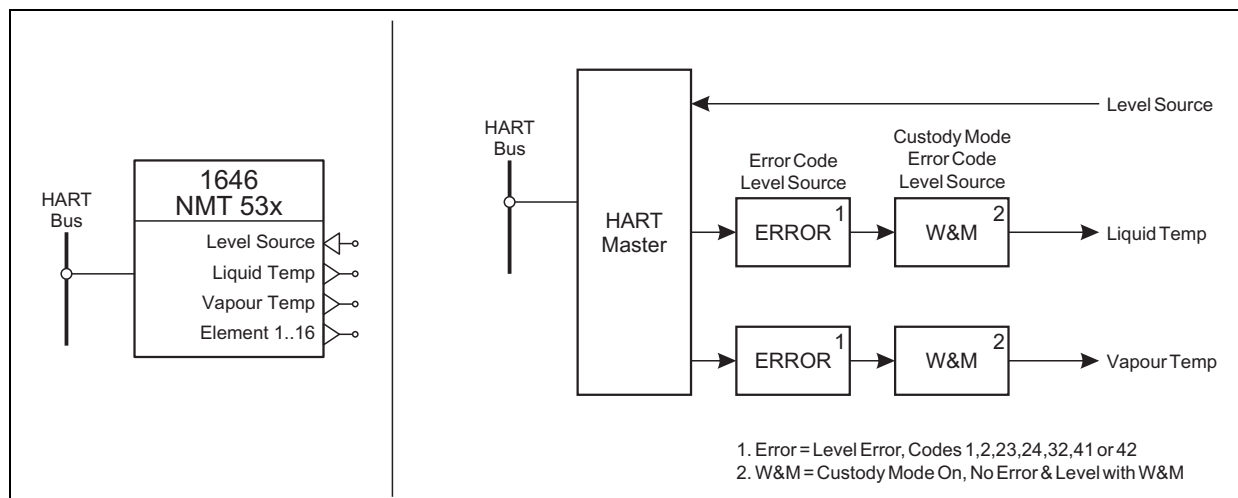 1646
NMT 53x
HART
Bus
Level Source
Liquid Temp
Vapour Temp
Element 1..16
HART
Bus
HART
Master
Level Source
Error Code
Level Source
Custody Mode
Error Code
Level Source
ERROR 1
W&M 2
Liquid Temp
ERROR 1
W&M 2
Vapour Temp
1. Error = Level Error, Codes 1,2,23,24,32,41 or 42
2. W&M = Custody Mode On, No Error & Level with W&M